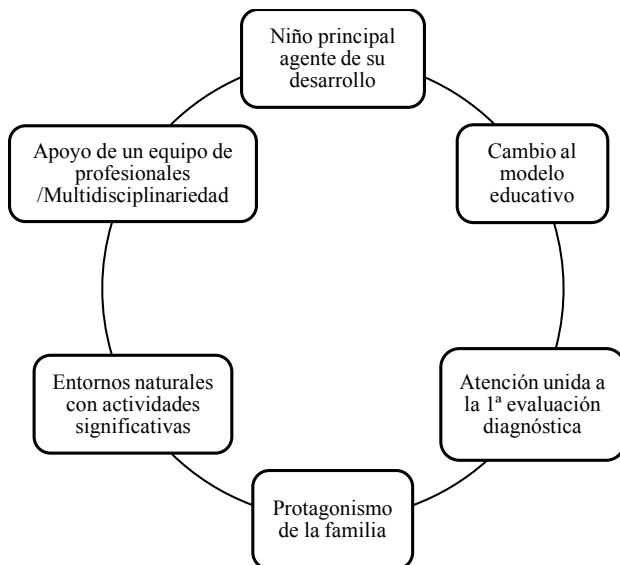 Niño principal
agente de su
desarrollo
Cambio al
modelo
educativo
Atención unida a
la 1ª evaluación
diagnóstica
Protagonismo
de la familia
Entornos naturales
con actividades
significativas
Apoyo de un equipo de
profesionales
/Multidisciplinariedad